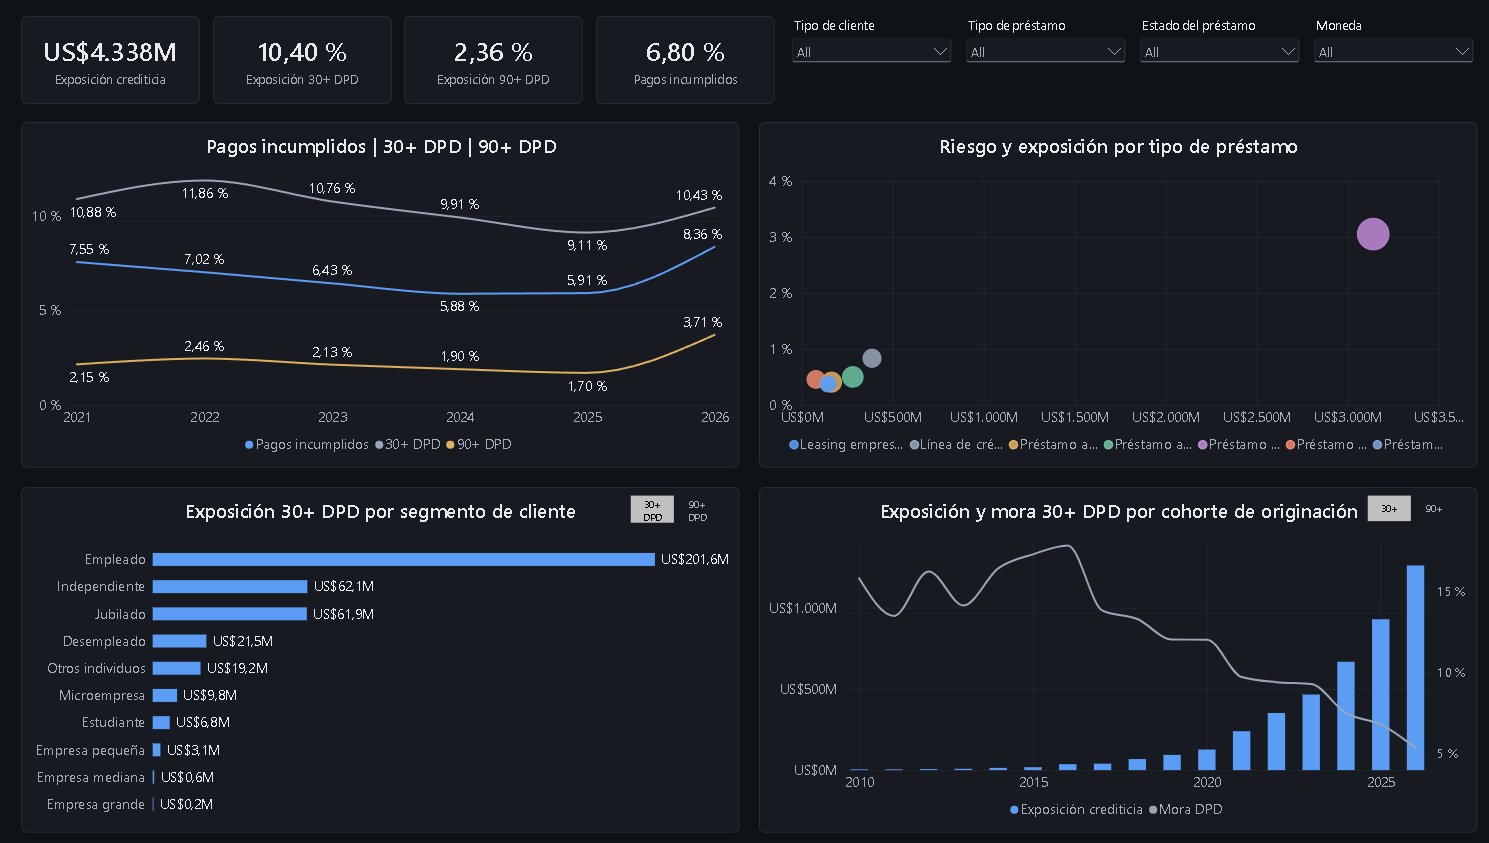 US$4.338M
Exposición crediticia
10,40 %
Exposición 30+ DPD
2,36 %
Exposición 90+ DPD
6,80 %
Pagos incumplidos
Tipo de cliente
All
Tipo de préstamo
All
Estado del préstamo
All
Moneda
All
Pagos incumplidos | 30+ DPD | 90+ DPD
10 %
5 %
0 %
10,88 %
11,86 %
10,76 %
9,91 %
9,11 %
10,43 %
7,55 %
7,02 %
6,43 %
5,88 %
5,91 %
8,36 %
2,15 %
2,46 %
2,13 %
1,90 %
1,70 %
3,71 %
2021 2022 2023 2024 2025 2026
Pagos incumplidos 30+ DPD 90+ DPD
Riesgo y exposición por tipo de préstamo
4 %
3 %
2 %
1 %
0 %
US$0M US$500M US$1.000M US$1.500M US$2.000M US$2.500M US$3.000M US$3.5...
Leasing empres... Línea de cré... Préstamo a... Préstamo a... Préstamo ... Préstamo ... Préstam...
Exposición 30+ DPD por segmento de cliente
30+
DPD
90+
DPD
Empleado US$201,6M
Independiente US$62,1M
Jubilado US$61,9M
Desempleado US$21,5M
Otros individuos US$19,2M
Microempresa US$9,8M
Estudiante US$6,8M
Empresa pequeña US$3,1M
Empresa mediana US$0,6M
Empresa grande US$0,2M
Exposición y mora 30+ DPD por cohorte de originación
30+
90+
US$1.000M
US$500M
US$0M
15 %
10 %
5 %
2010 2015 2020 2025
Exposición crediticia Mora DPD